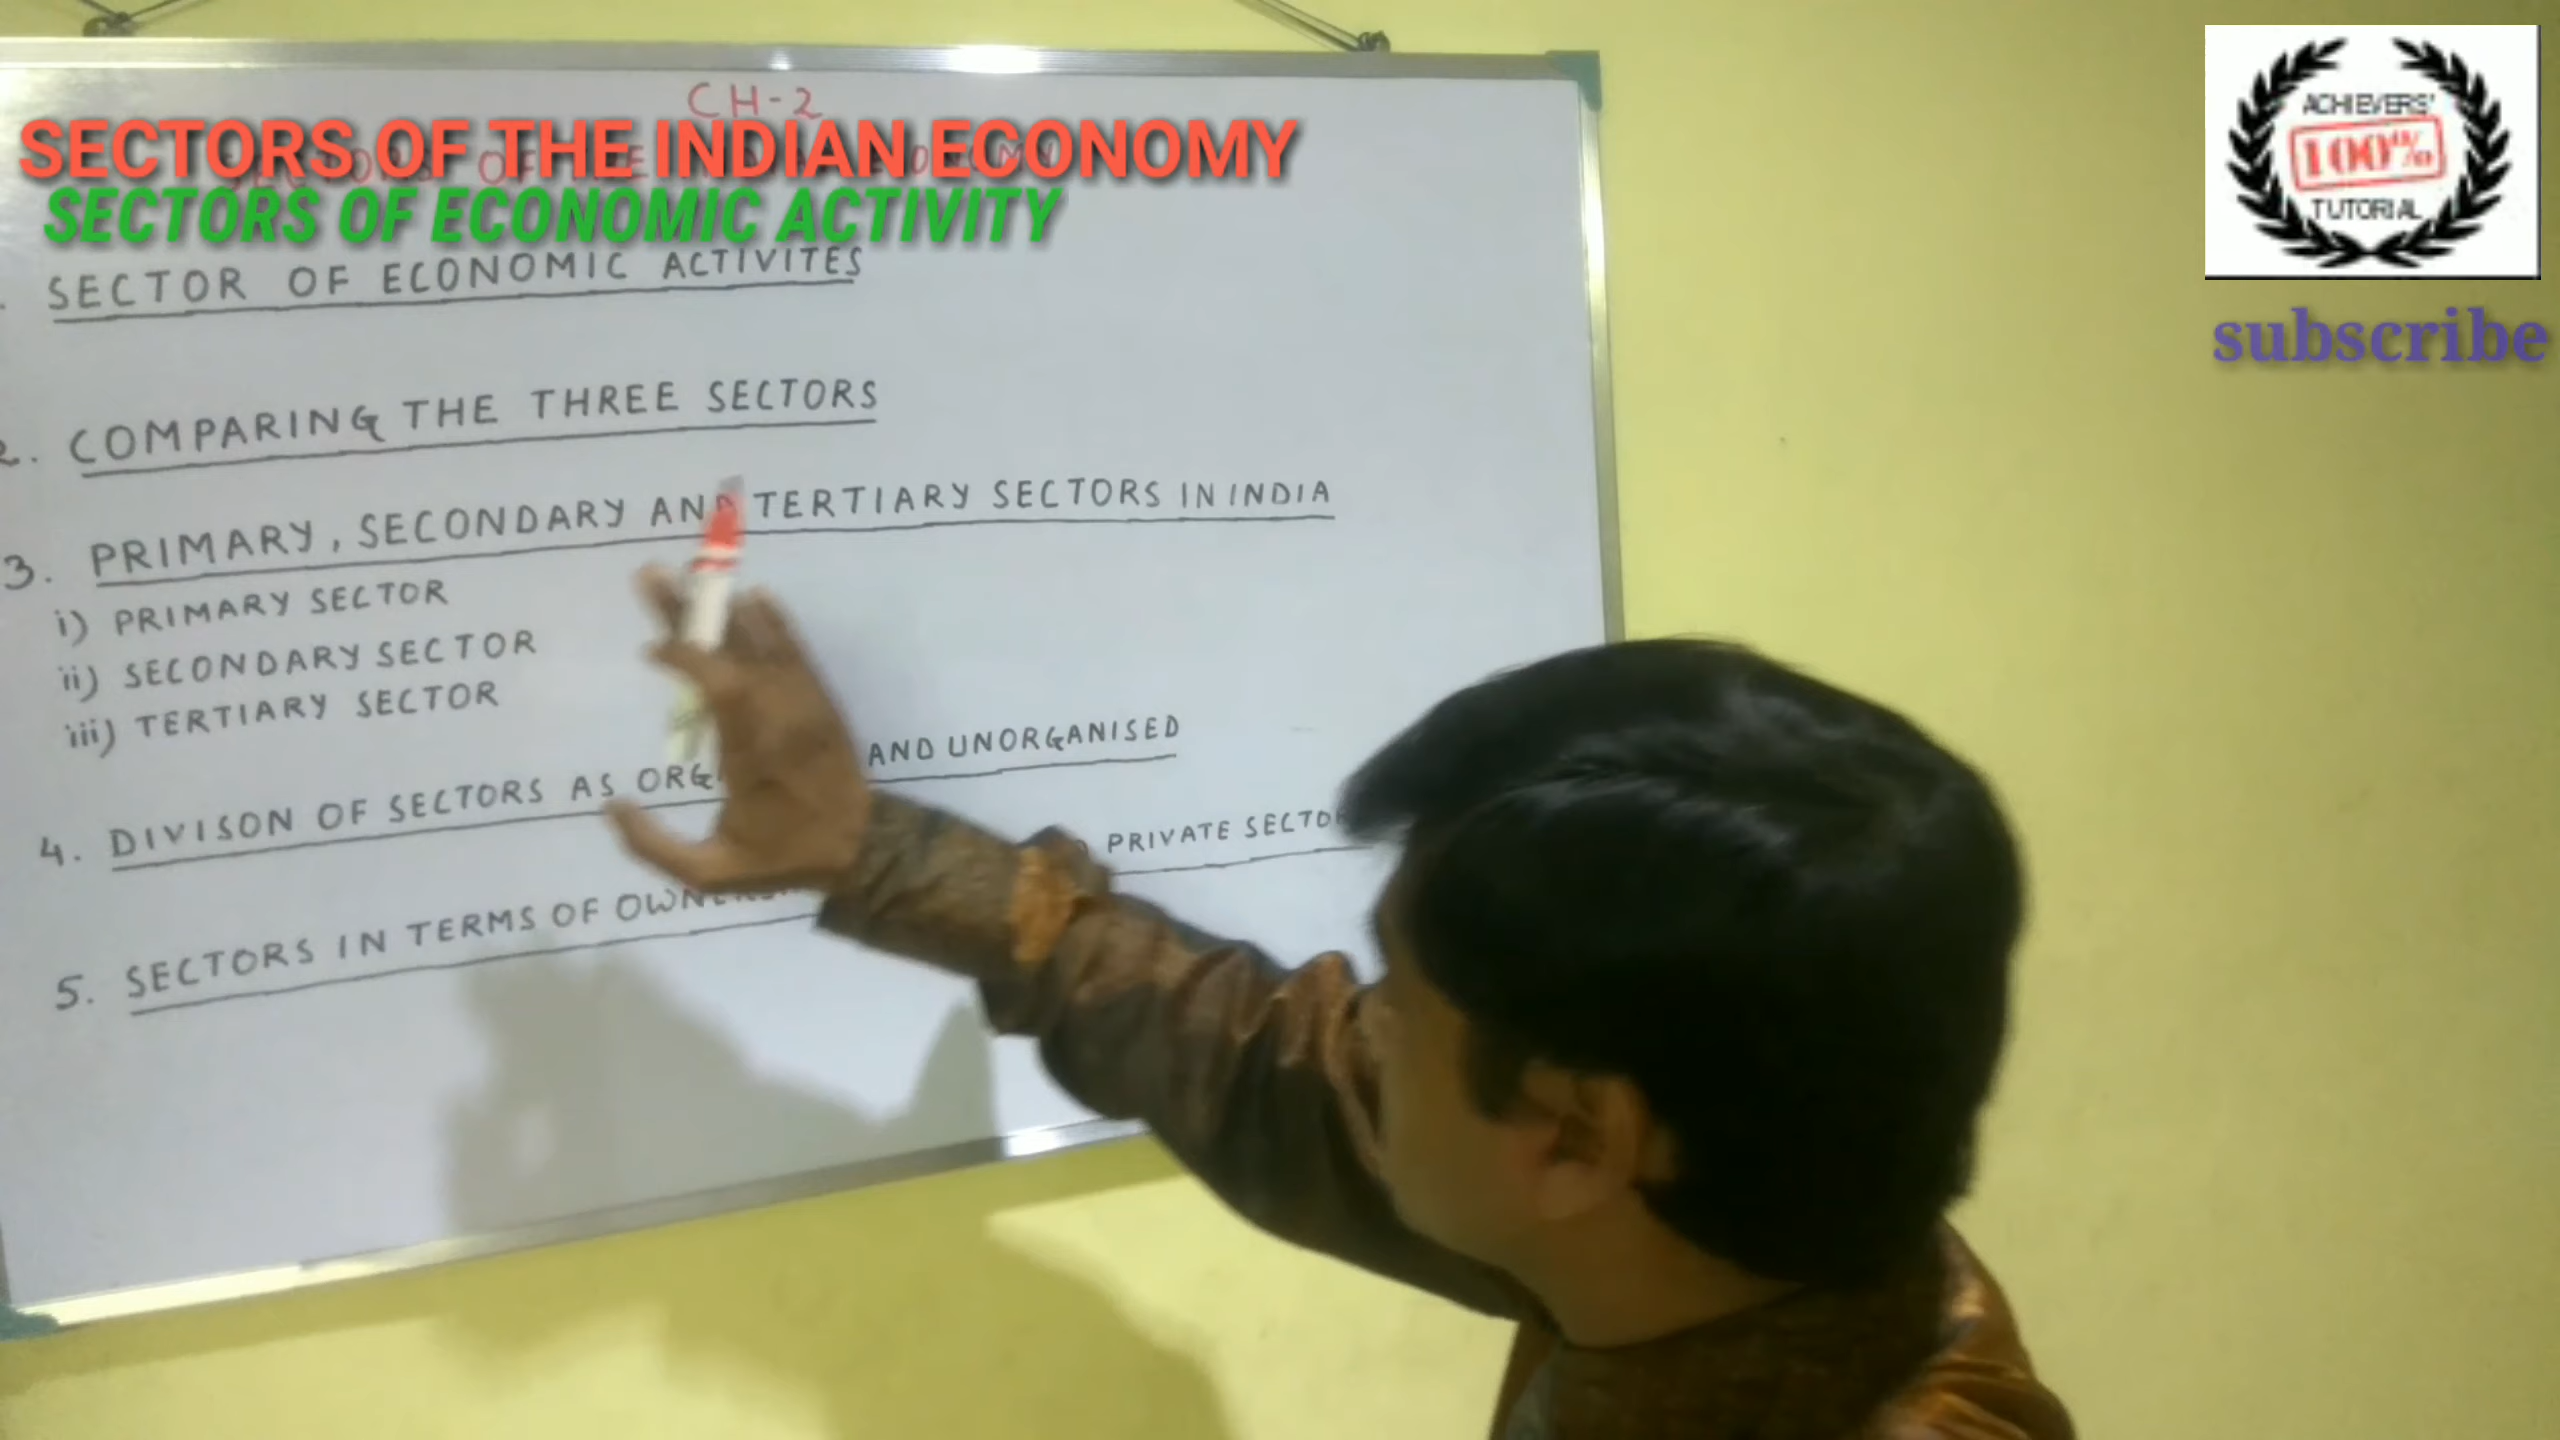 CH-2
SECTORS OF THE INDIAN ECONOMY
SECTORS OF ECONOMIC ACTIVITY
SECTOR OF ECONOMIC ACTIVITES
2. COMPARING THE THREE SECTORS
3. PRIMARY, SECONDARY AND TERTIARY SECTORS IN INDIA
i) PRIMARY SECTOR
ii) SECONDARY SECTOR
iii) TERTIARY SECTOR
4. DIVISON OF SECTORS AS ORG AND UNORGANISED
5. SECTORS IN TERMS OF PRIVATE SECTO
ACHIEVERS'
100%
TUTORIAL
subscribe